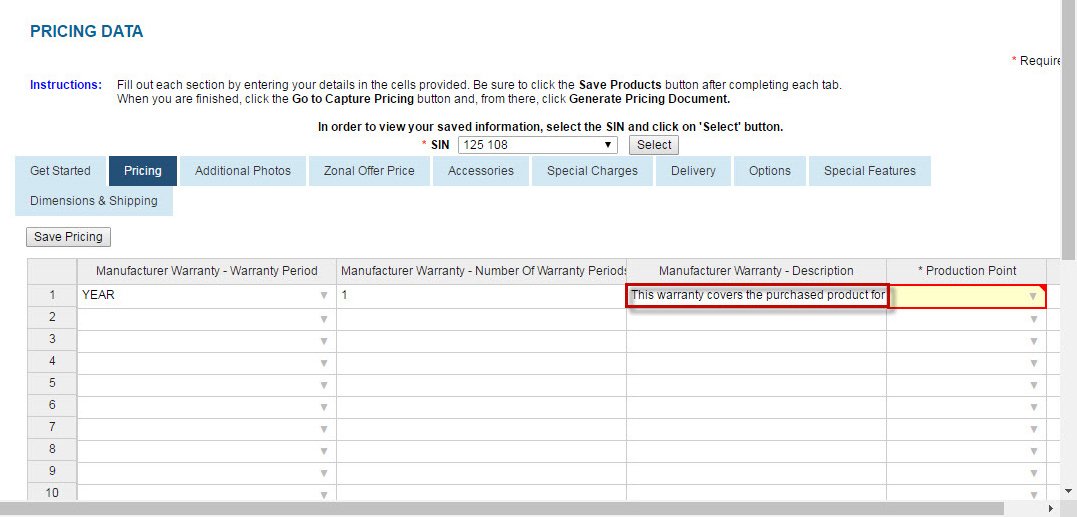 PRICING DATA
* Require
Instructions: Fill out each section by entering your details in the cells provided. Be sure to click the Save Products button after completing each tab.
When you are finished, click the Go to Capture Pricing button and, from there, click Generate Pricing Document.
In order to view your saved information, select the SIN and click on 'Select' button.
* SIN 125 108 Select
Get Started Pricing Additional Photos Zonal Offer Price Accessories Special Charges Delivery Options Special Features
Dimensions & Shipping
Save Pricing
Manufacturer Warranty - Warranty Period Manufacturer Warranty - Number Of Warranty Periods Manufacturer Warranty - Description * Production Point
1 YEAR 1 This warranty covers the purchased product for
2
3
4
5
6
7
8
9
10